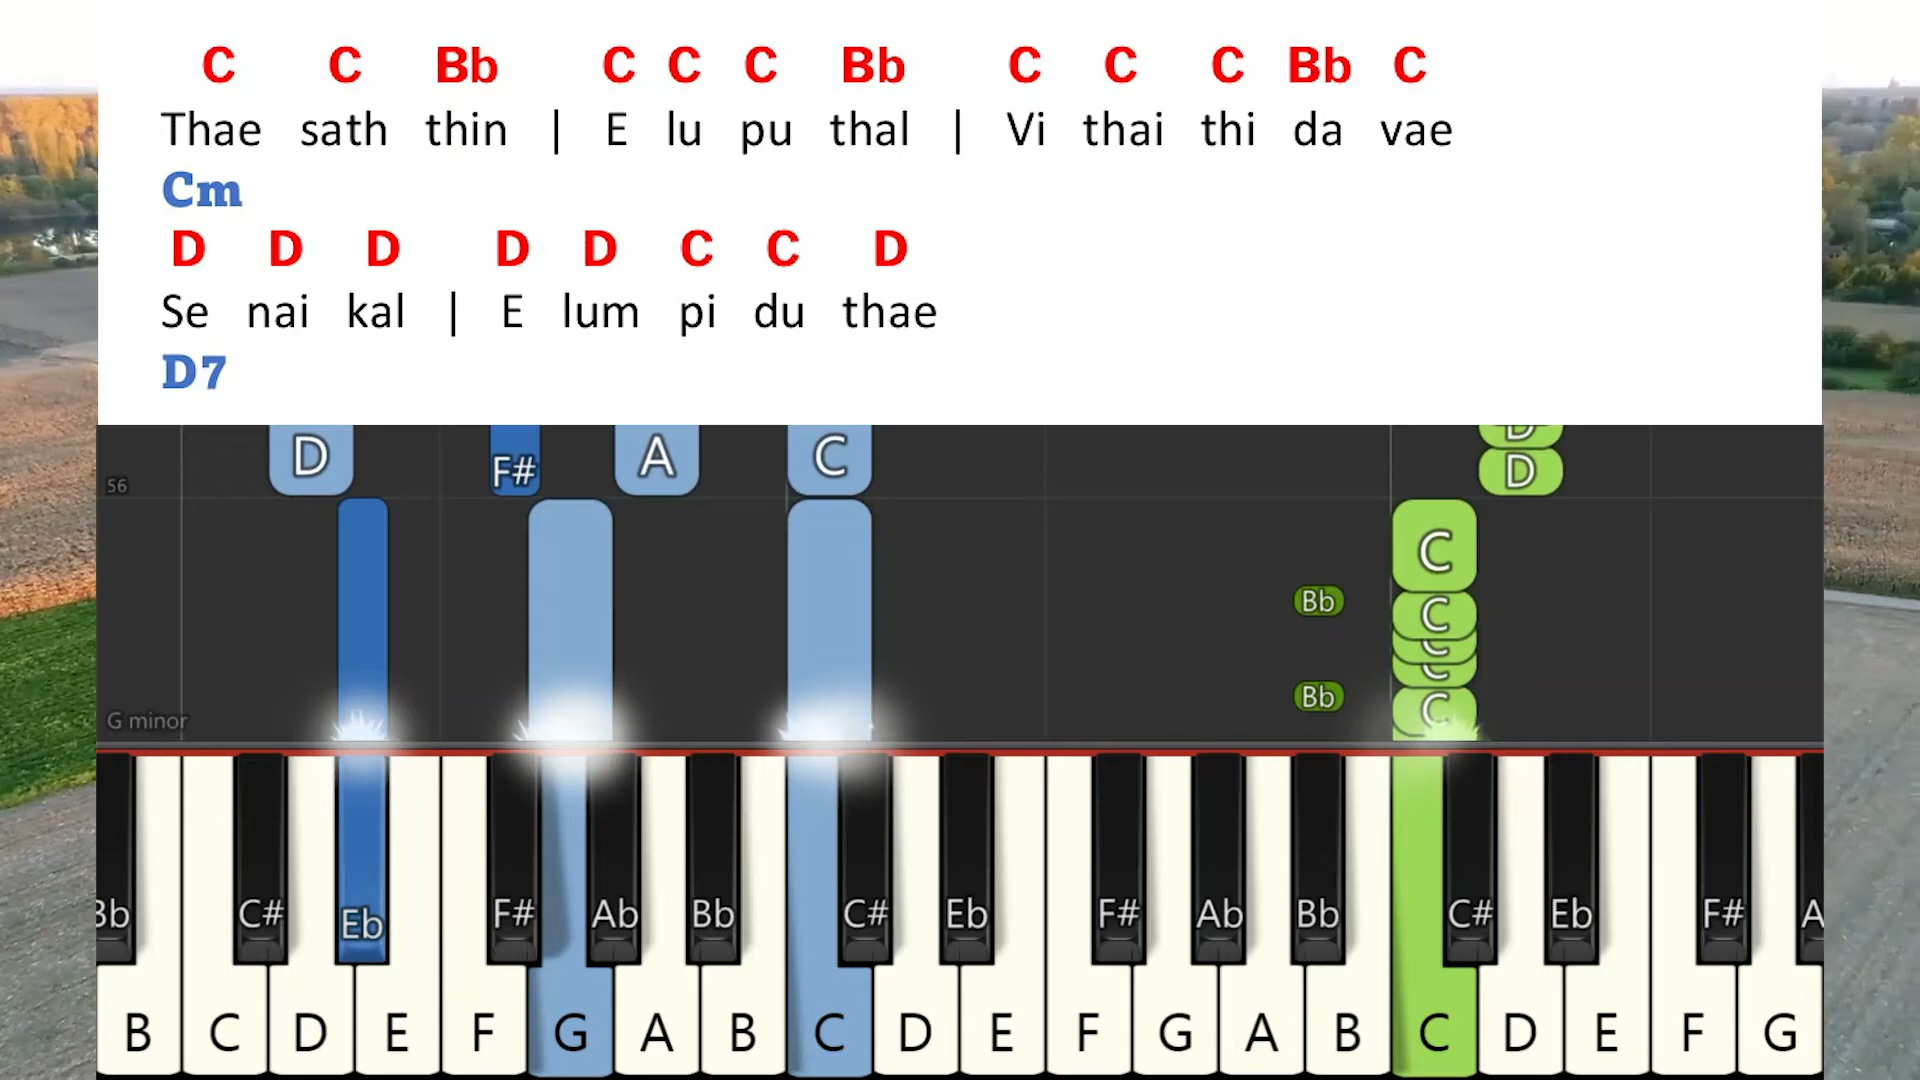 C C Bb C C C Bb C C C Bb C
Thae sath thin | E lu pu thal | Vi thai thi da vae
Cm
D D D D D C C D
Se nai kal | E lum pi du thae
D7
D F# A C D
56 D
C
Bb C
C
C
Bb C
G minor
Bb C# Eb F# Ab Bb C# Eb F# Ab Bb C# Eb F# A
B C D E F G A B C D E F G A B C D E F G